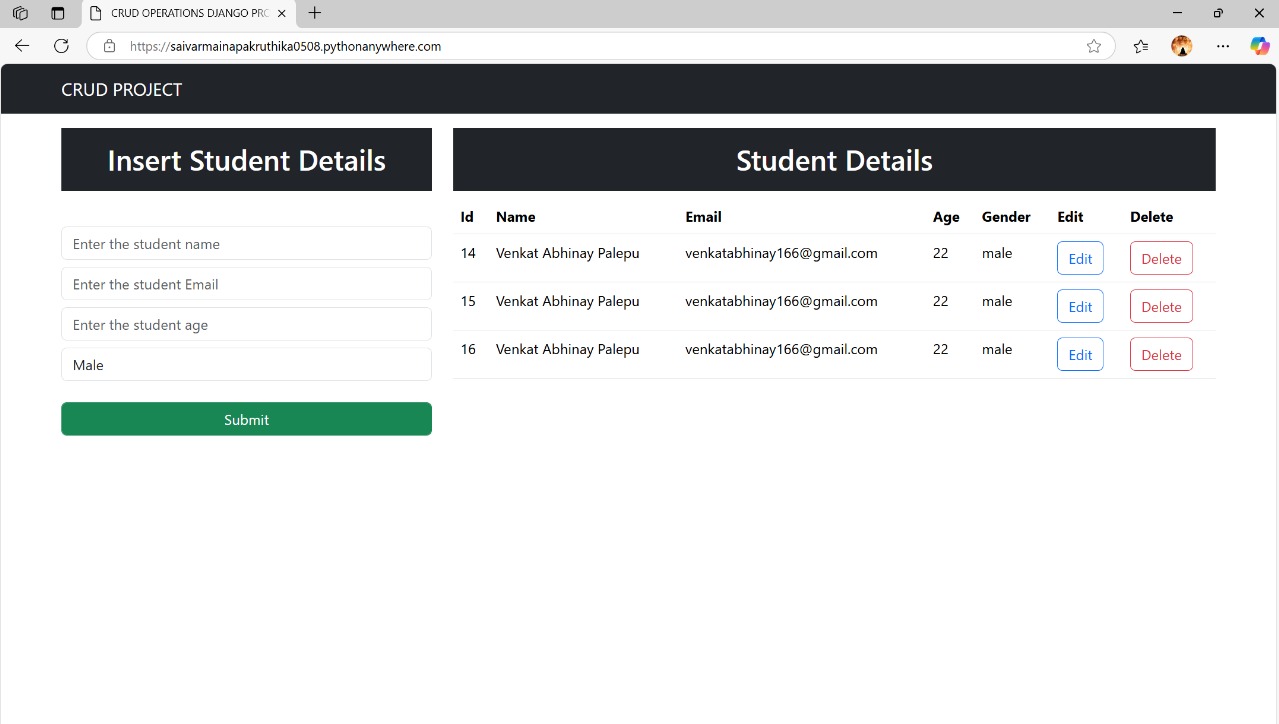 CRUD OPERATIONS DJANGO PRO
https://saivarmainapakruthika0508.pythonanywhere.com
CRUD PROJECT
Insert Student Details
Enter the student name
Enter the student Email
Enter the student age
Male
Submit
Student Details
Id Name Email Age Gender Edit Delete
14 Venkat Abhinay Palepu venkatabhinay166@gmail.com 22 male Edit Delete
15 Venkat Abhinay Palepu venkatabhinay166@gmail.com 22 male Edit Delete
16 Venkat Abhinay Palepu venkatabhinay166@gmail.com 22 male Edit Delete